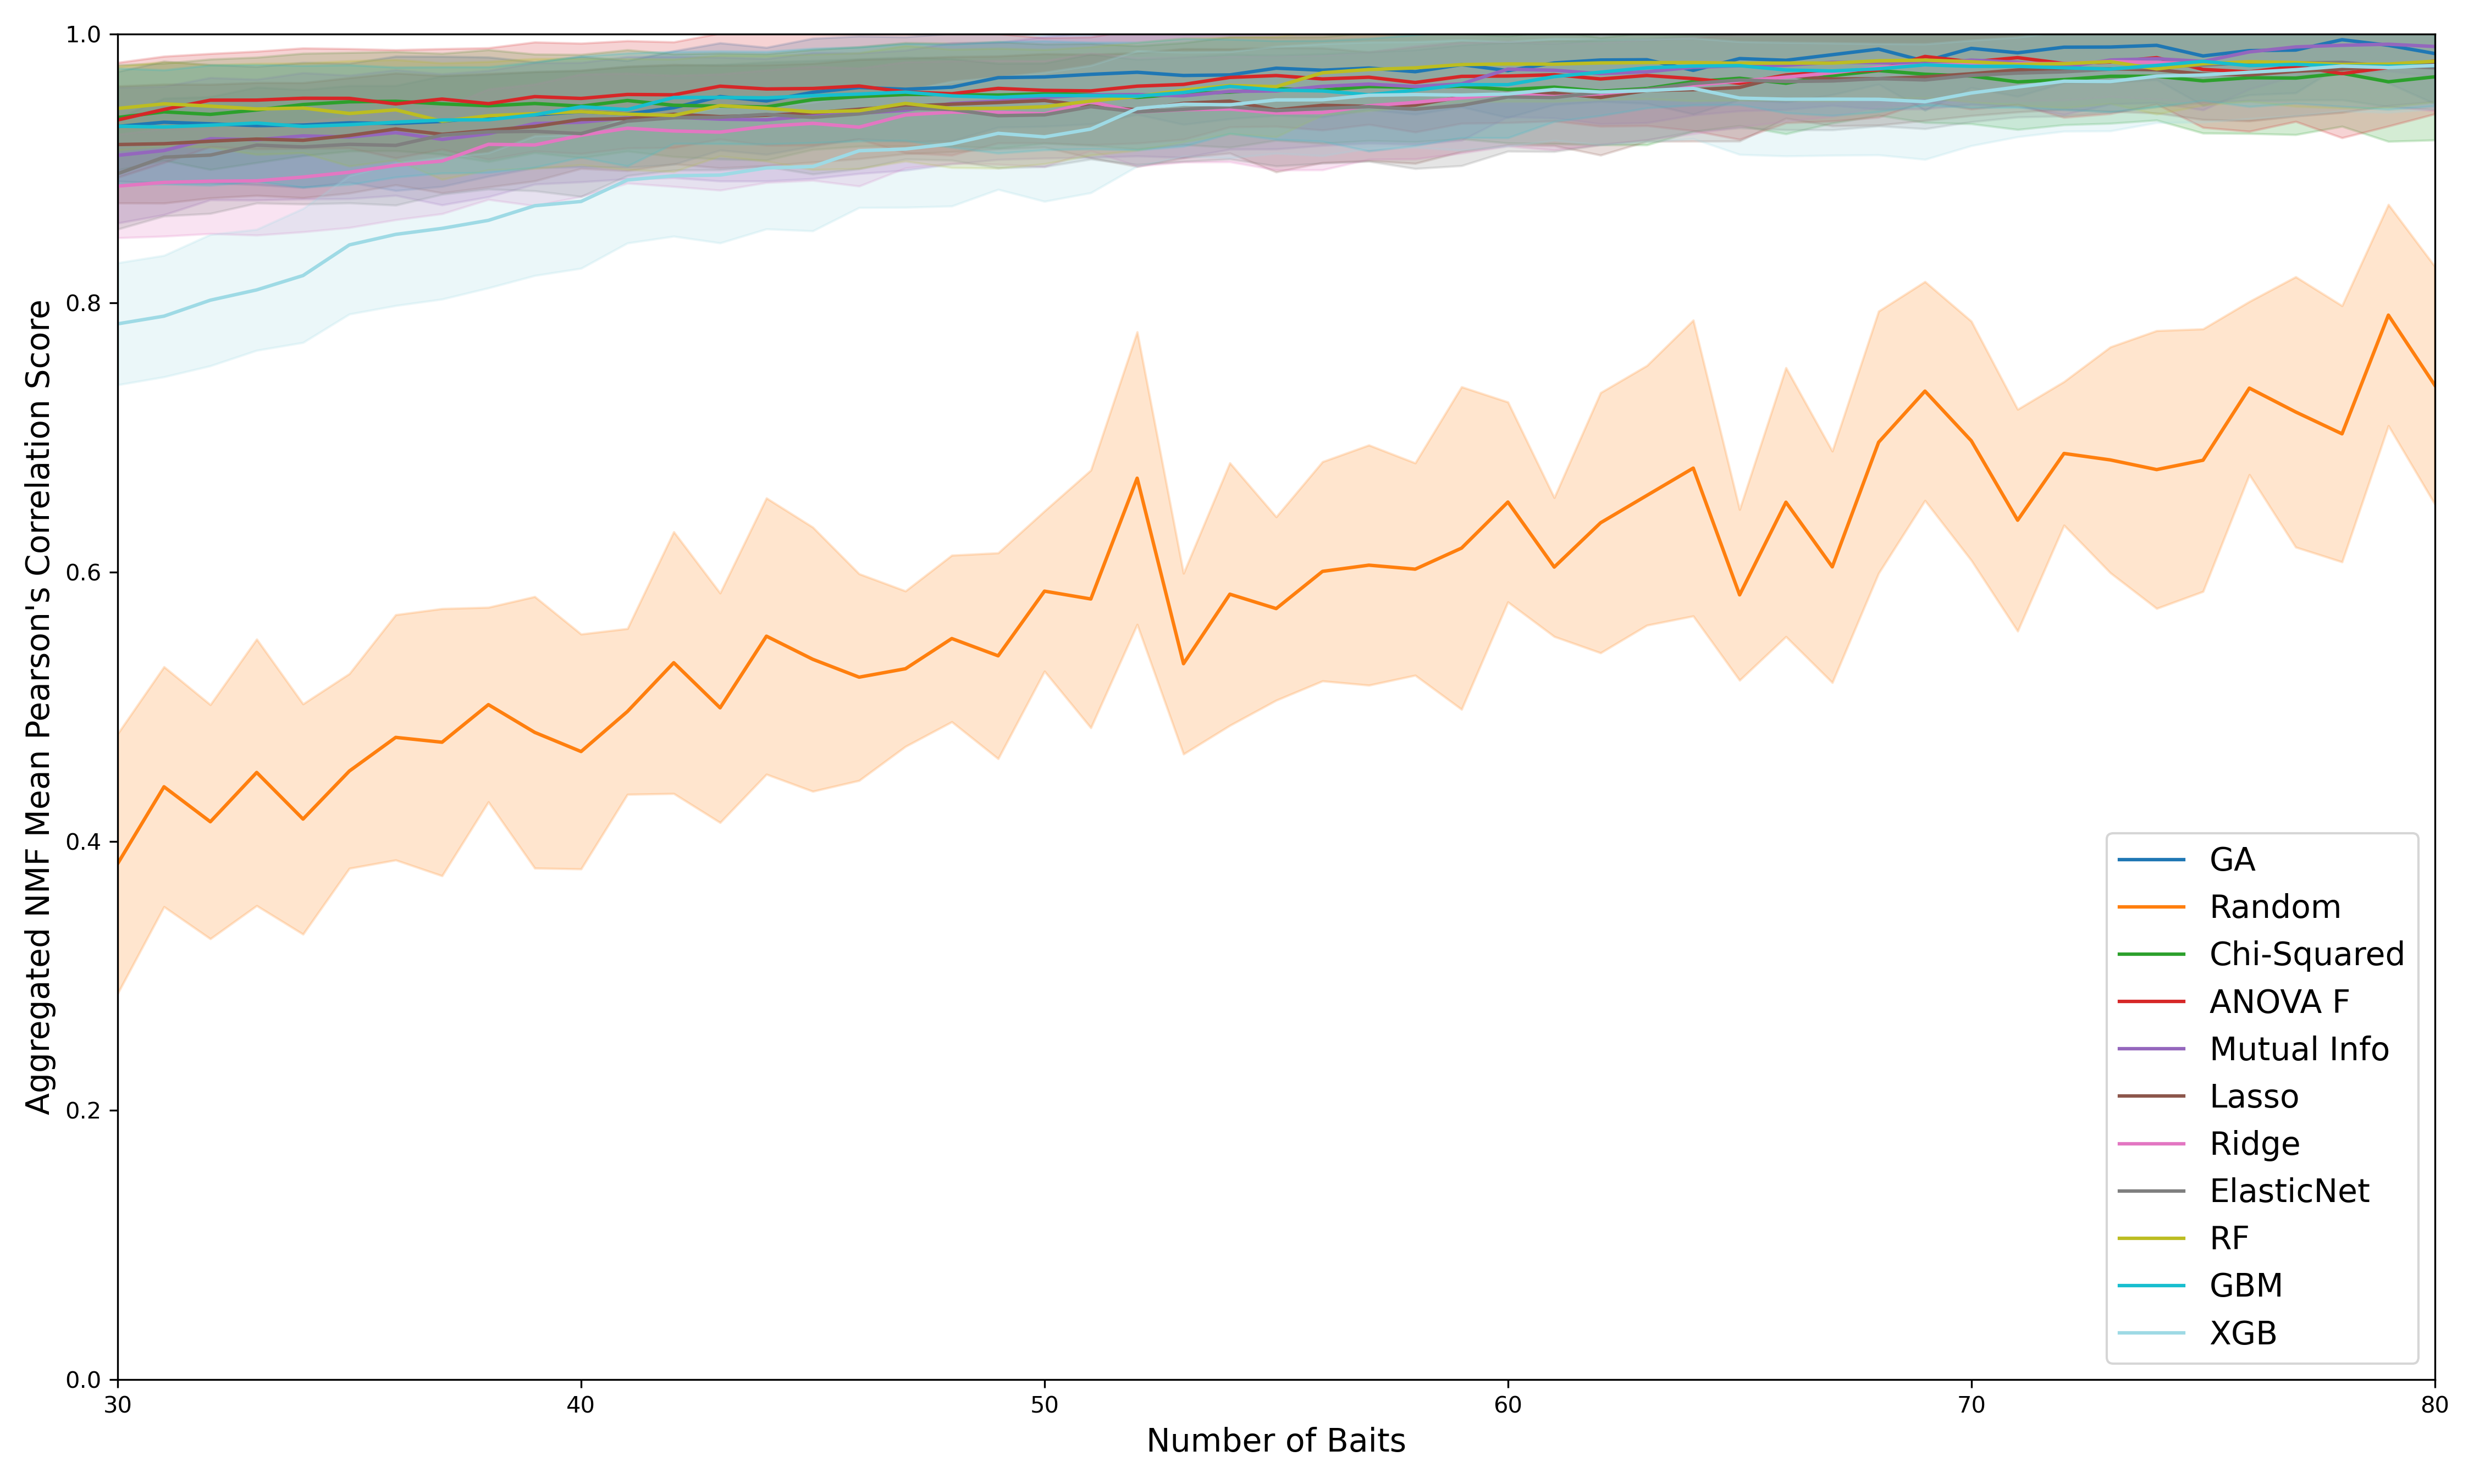 Aggregated NMF Mean Pearson's Correlation Score
1.0
0.8
0.6
0.4
0.2
0.0
30 40 50 60 70 80
Number of Baits
GA
Random
Chi-Squared
ANOVA F
Mutual Info
Lasso
Ridge
ElasticNet
RF
GBM
XGB